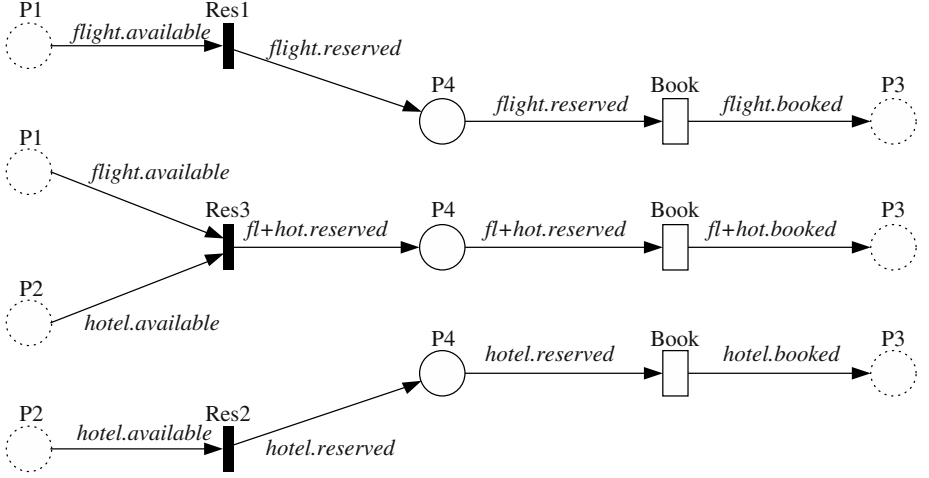 P1
Res1
flight.available
flight.reserved
P4
Book
P3
flight.reserved
flight.booked
P1
flight.available
Res3
P4
Book
P3
fl+hot.reserved
fl+hot.reserved
fl+hot.booked
P2
hotel.available
P4
Book
P3
hotel.reserved
hotel.booked
P2
Res2
hotel.available
hotel.reserved